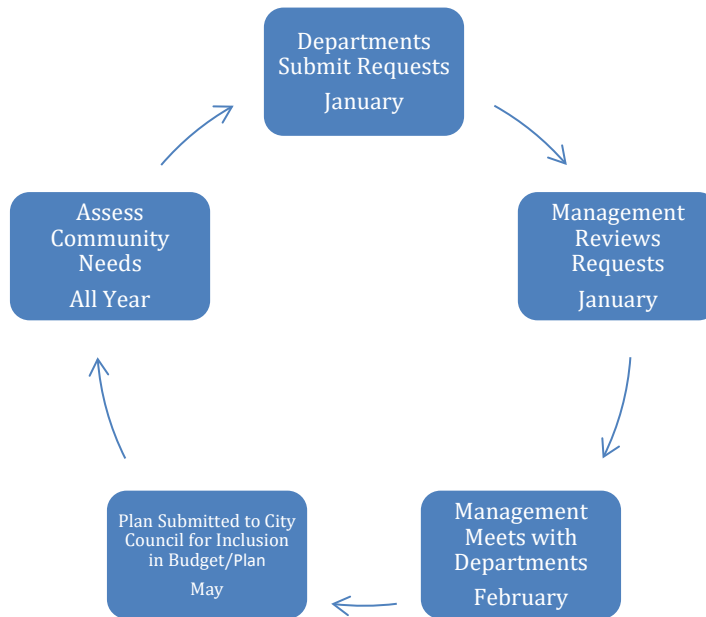 Departments
Submit Requests
January
Management
Reviews
Requests
January
Management
Meets with
Departments
February
Plan Submitted to City
Council for Inclusion
in Budget/Plan
May
Assess
Community
Needs
All Year